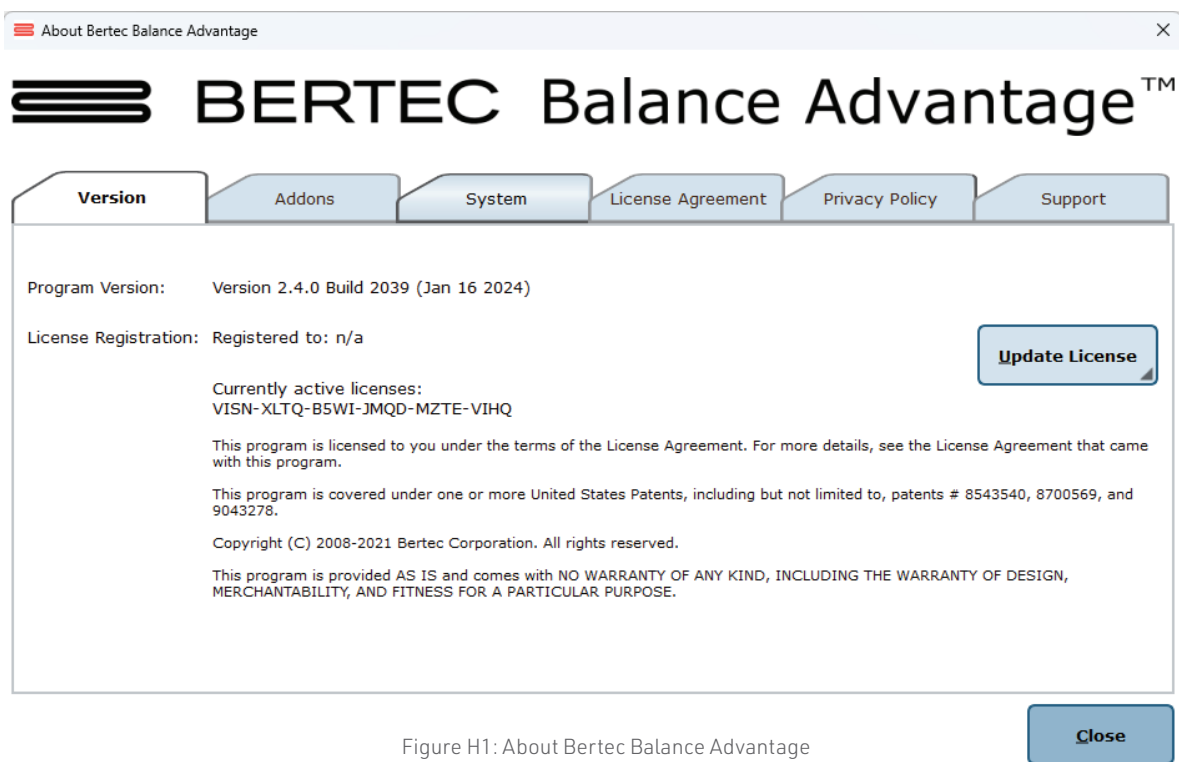 About Bertec Balance Advantage
BERTEC Balance Advantage™
Version
Addons
System
License Agreement
Privacy Policy
Support
Program Version: Version 2.4.0 Build 2039 (Jan 16 2024)
License Registration: Registered to: n/a
Update License
Currently active licenses:
VISN-XLTQ-B5WI-JMQD-MZTE-VIHQ
This program is licensed to you under the terms of the License Agreement. For more details, see the License Agreement that came
with this program.
This program is covered under one or more United States Patents, including but not limited to, patents # 8543540, 8700569, and
9043278.
Copyright (C) 2008-2021 Bertec Corporation. All rights reserved.
This program is provided AS IS and comes with NO WARRANTY OF ANY KIND, INCLUDING THE WARRANTY OF DESIGN,
MERCHANTABILITY, AND FITNESS FOR A PARTICULAR PURPOSE.
Close
Figure H1: About Bertec Balance Advantage